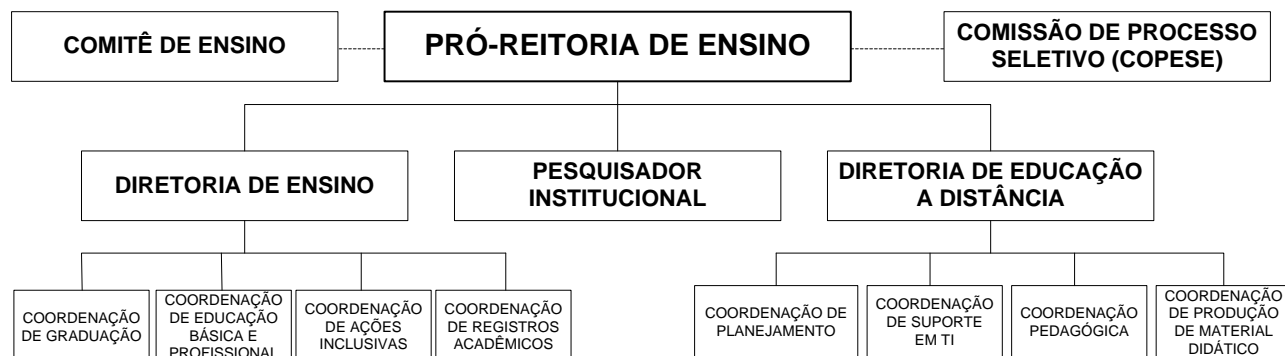 COMITÊ DE ENSINO
PRÓ-REITORIA DE ENSINO
COMISSÃO DE PROCESSO
SELETIVO (COPESE)
DIRETORIA DE ENSINO
PESQUISADOR
INSTITUCIONAL
DIRETORIA DE EDUCAÇÃO
A DISTÂNCIA
COORDENAÇÃO
DE GRADUAÇÃO
COORDENAÇÃO
DE EDUCAÇÃO
BÁSICA E
PROFISSIONAL
COORDENAÇÃO
DE AÇÕES
INCLUSIVAS
COORDENAÇÃO
DE REGISTROS
ACADÊMICOS
COORDENAÇÃO DE
PLANEJAMENTO
COORDENAÇÃO
DE SUPORTE
EM TI
COORDENAÇÃO
PEDAGÓGICA
COORDENAÇÃO
DE PRODUÇÃO
DE MATERIAL
DIDÁTICO